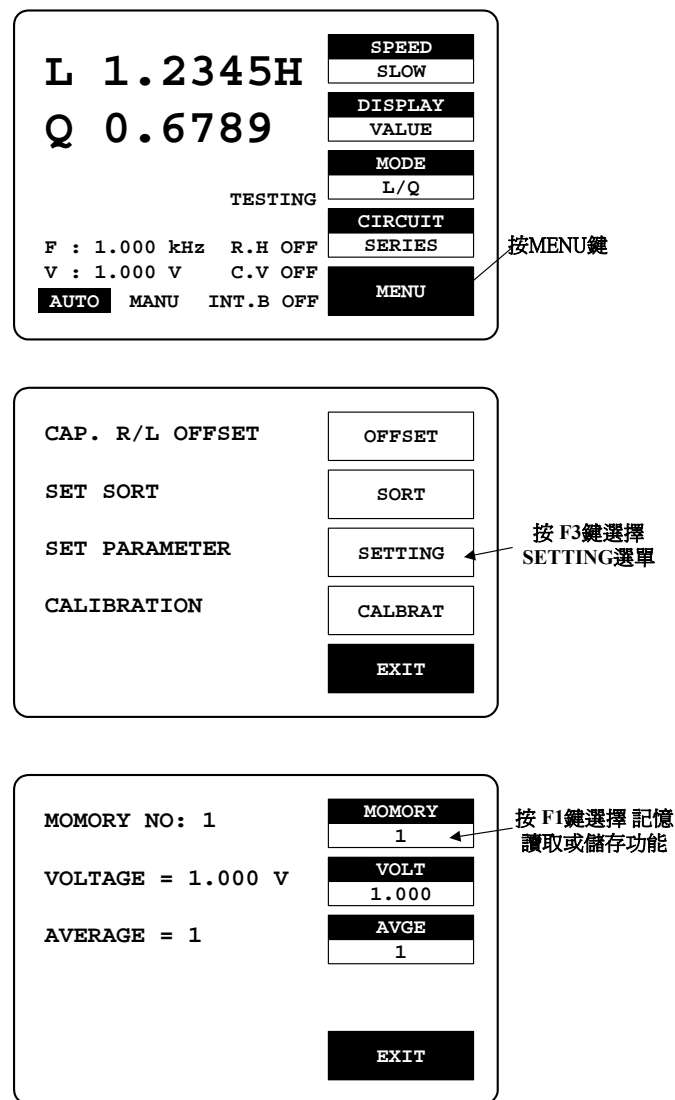 L 1.2345H
Q 0.6789
TESTING
F : 1.000 kHz R.H OFF
V : 1.000 V C.V OFF
AUTO MANU INT.B OFF
SPEED
SLOW
DISPLAY
VALUE
MODE
L/Q
CIRCUIT
SERIES
MENU
按MENU鍵
CAP. R/L OFFSET
OFFSET
SET SORT
SORT
SET PARAMETER
SETTING
CALIBRATION
CALBRAT
EXIT
按 F3鍵選擇
SETTING選單
MOMORY NO: 1
MOMORY
1
VOLTAGE = 1.000 V
VOLT
1.000
AVERAGE = 1
AVGE
1
EXIT
按 F1鍵選擇 記憶
讀取或儲存功能